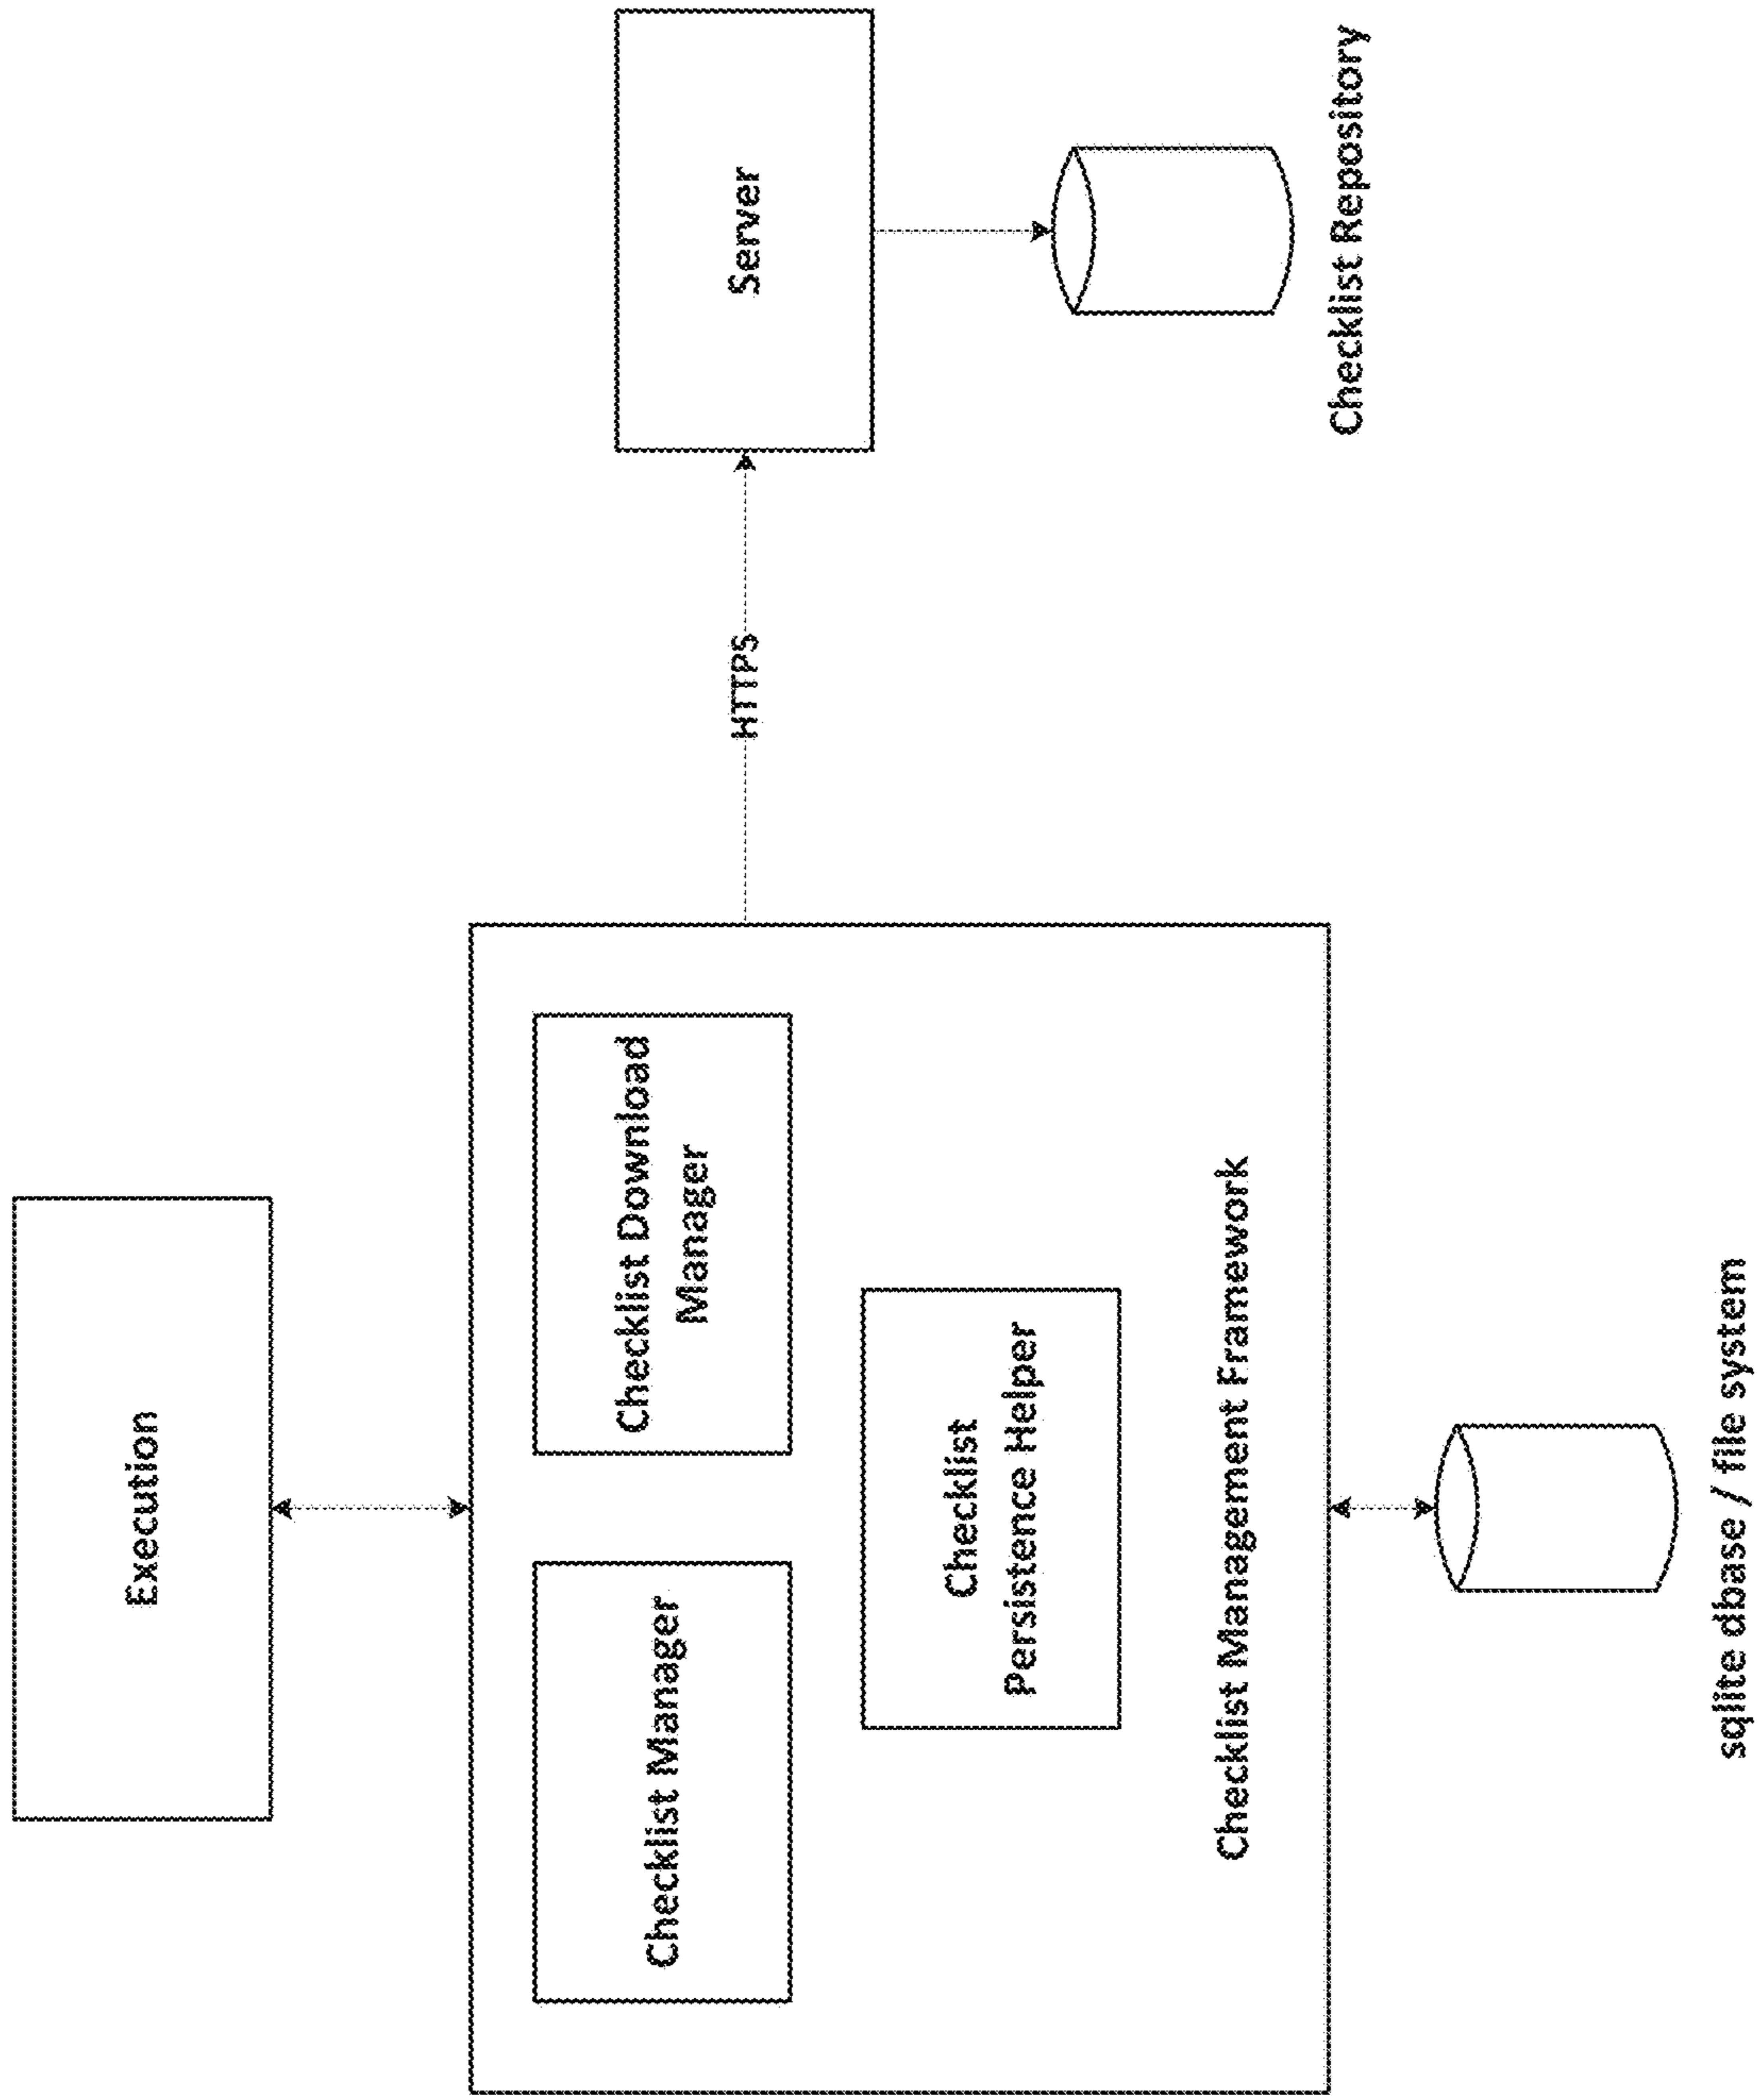 Execution
Checklist Manager
Checklist Download
Manager
Checklist
Persistence Helper
Checklist Management Framework
sqlite dbase / file system
HTTPS
Server
Checklist Repository